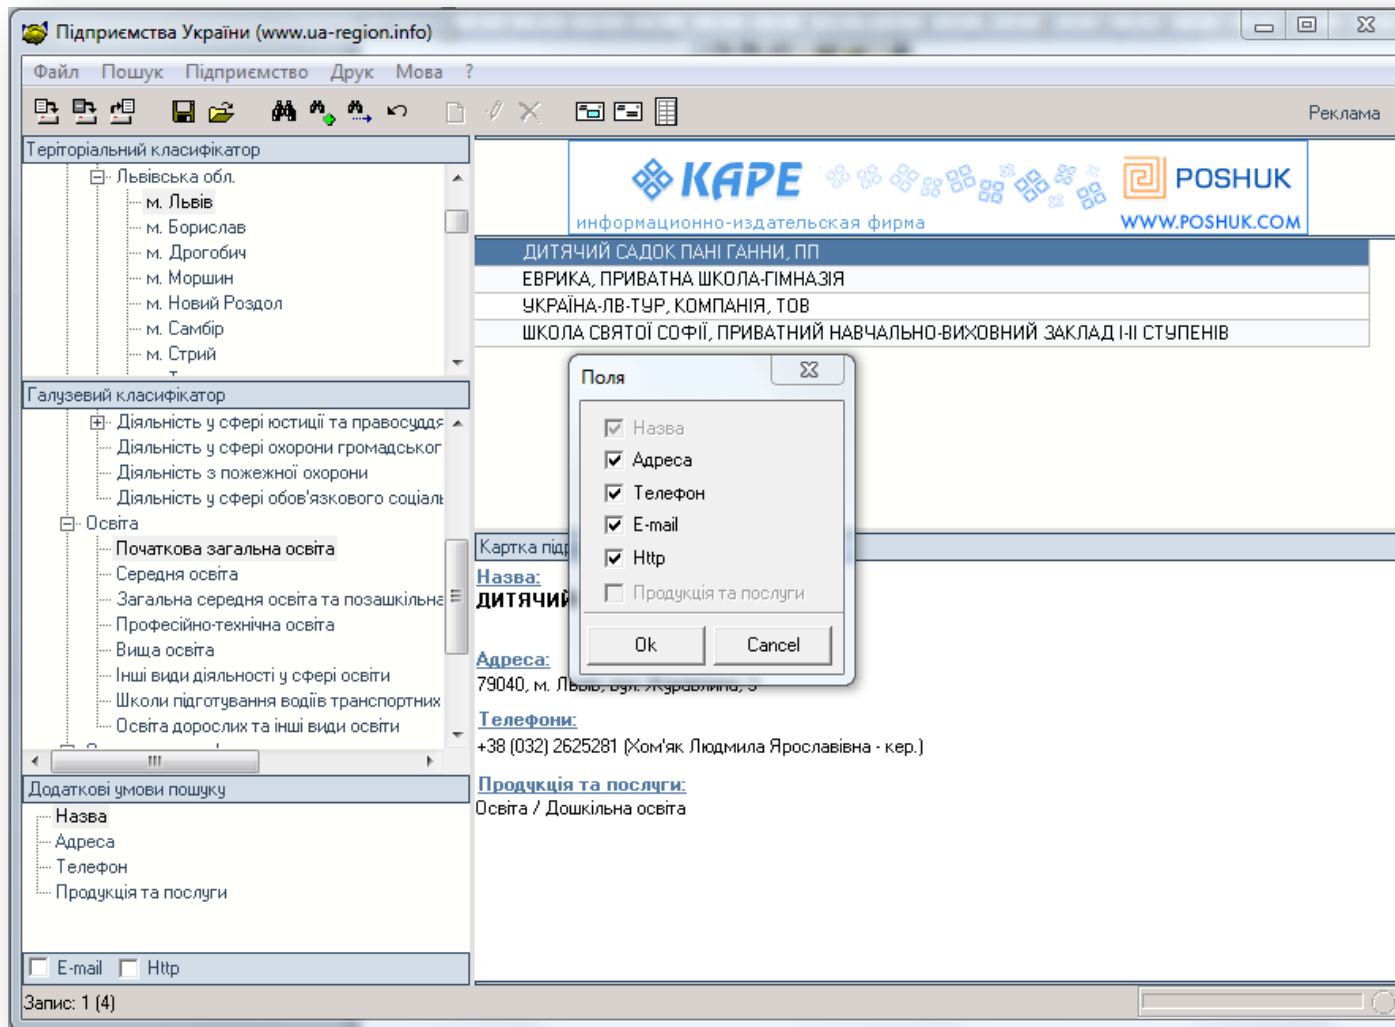 Підприємства України (www.ua-region.info)
Файл Пошук Підприємство Друк Мова ?
Реклама
Теріторіальний класифікатор
Львівська обл.
м. Львів
м. Борислав
м. Дрогобич
м. Моршин
м. Новий Роздол
м. Самбір
м. Стрий
Галузевий класифікатор
Діяльність у сфері юстиції та правосуддя
Діяльність у сфері охорони громадськог
Діяльність з пожежної охорони
Діяльність у сфері обов'язкового соціаль
Освіта
Початкова загальна освіта
Середня освіта
Загальна середня освіта та позашкільна
Професійно-технічна освіта
Вища освіта
Інші види діяльності у сфері освіти
Школи підготування водіїв транспортних
Освіта дорослих та інші види освіти
Додаткові умови пошуку
Назва
Адреса
Телефон
Продукція та послуги
E-mail Http
Запис: 1 (4)
КАРЕ
информационно-издательская фирма
POSHUK
WWW.POSHUK.COM
ДИТЯЧИЙ САДОК ПАНІ ГАННИ, ПП
ЕВРИКА, ПРИВАТНА ШКОЛА-ГІМНАЗІЯ
УКРАЇНА-ЛВ-ТУР, КОМПАНІЯ, ТОВ
ШКОЛА СВЯТОЇ СОФІЇ, ПРИВАТНИЙ НАВЧАЛЬНО-ВИХОВНИЙ ЗАКЛАД І-ІІ СТУПЕНІВ
Поля
Назва
Адреса
Телефон
E-mail
Http
Продукція та послуги
Ok Cancel
Картка підп
Назва:
ДИТЯЧИЙ
Адреса:
79040, м. Львів, вул. Журавлина, 5
Телефони:
+38 (032) 2625281 (Хом'як Людмила Ярославівна - кер.)
Продукція та послуги:
Освіта / Дошкільна освіта